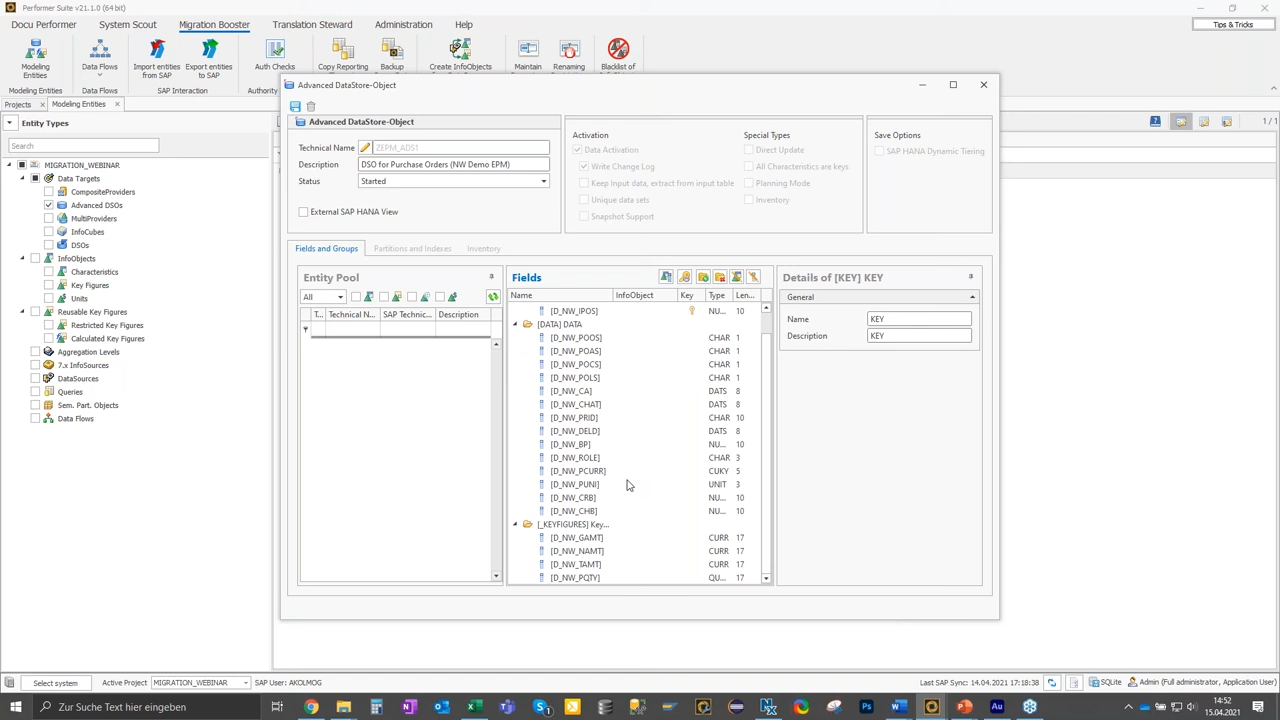 Performer Suite v21.1.0 (64 bit)
Docu Performer
System Scout
Migration Booster
Translation Steward
Administration
Help
Tips & Tricks
Modeling Entities
Data Flows
Import entities from SAP
Export entities to SAP
Auth Checks
Copy Reporting
Backup
Create InfoObjects
Maintain
Renaming
Blacklist of
Modeling Entities
Data Flows
SAP Interaction
Authority
Projects
Modeling Entities
Entity Types
Search
MIGRATION_WEBINAR
Data Targets
CompositeProviders
Advanced DSOs
MultiProviders
InfoCubes
DSOs
InfoObjects
Characteristics
Key Figures
Units
Reusable Key Figures
Restricted Key Figures
Calculated Key Figures
Aggregation Levels
7.x InfoSources
DataSources
Queries
Sem. Part. Objects
Data Flows
1 / 1
Advanced DataStore-Object
Advanced DataStore-Object
Technical Name ZEPM_ADS1
Description DSO for Purchase Orders (NW Demo EPM)
Status Started
External SAP HANA View
Activation
Data Activation
Write Change Log
Keep Input data, extract from input table
Unique data sets
Snapshot Support
Special Types
Direct Update
All Characteristics are keys
Planning Mode
Inventory
Save Options
SAP HANA Dynamic Tiering
Fields and Groups
Partitions and Indexes
Inventory
Entity Pool
All
T... Technical N... SAP Technic... Description
Fields
Name InfoObject Key Type Len...
[D_NW_IPOS] NU... 10
[DATA] DATA
[D_NW_POOS] CHAR 1
[D_NW_POAS] CHAR 1
[D_NW_POCS] CHAR 1
[D_NW_POLS] CHAR 1
[D_NW_CA] DATS 8
[D_NW_CHAT] DATS 8
[D_NW_PRID] CHAR 10
[D_NW_DELD] DATS 8
[D_NW_BP] NU... 10
[D_NW_ROLE] CHAR 3
[D_NW_PCURR] CUKY 5
[D_NW_PUNI] UNIT 3
[D_NW_CRB] NU... 10
[D_NW_CHB] NU... 10
[_KEYFIGURES] Key...
[D_NW_GAMT] CURR 17
[D_NW_NAMT] CURR 17
[D_NW_TAMT] CURR 17
[D_NW_PQTY] QU... 17
Details of [KEY] KEY
General
Name KEY
Description KEY
Select system
Active Project MIGRATION_WEBINAR
SAP User: AKOLMOG
Last SAP Sync: 14.04.2021 17:18:38
SQLite
Admin (Full administrator, Application User)
Zur Suche Text hier eingeben
14:52
15.04.2021